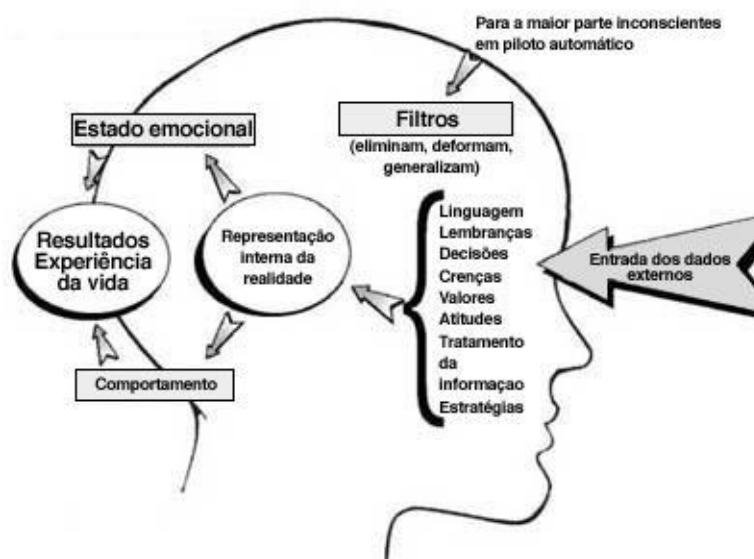 Para a maior parte inconscientes
em piloto automático
Estado emocional
Filtros
(eliminam, deformam,
generalizam)
Resultados
Experiência
da vida
Representação
interna da
realidade
Linguagem
Lembranças
Decisões
Crenças
Valores
Atitudes
Tratamento
da
informaçao
Estratégias
Entrada dos dados
externos
Comportamento